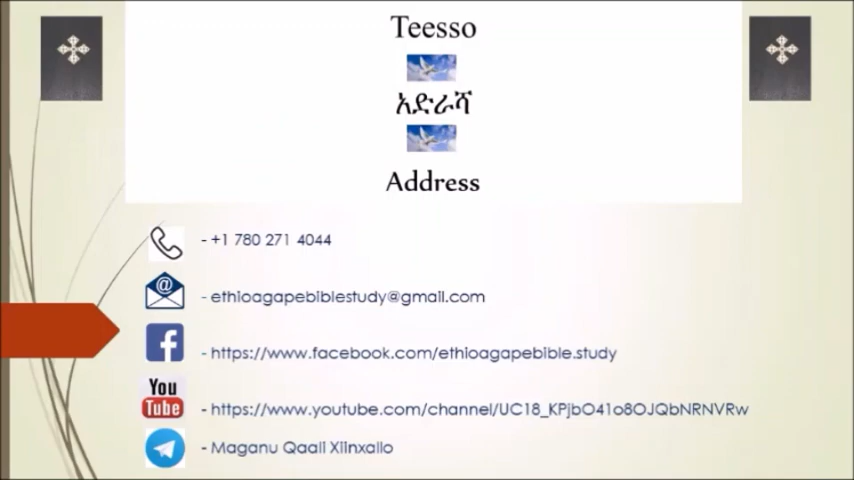 Teesso
አድራሻ
Address
- +1 780 271 4044
- ethioagapebiblestudy@gmail.com
- https://www.facebook.com/ethioagapebible.study
You
Tube
- https://www.youtube.com/channel/UC18_KPjbO41o8OJQbNRNVRw
- Maganu Qaali Xiinxallo